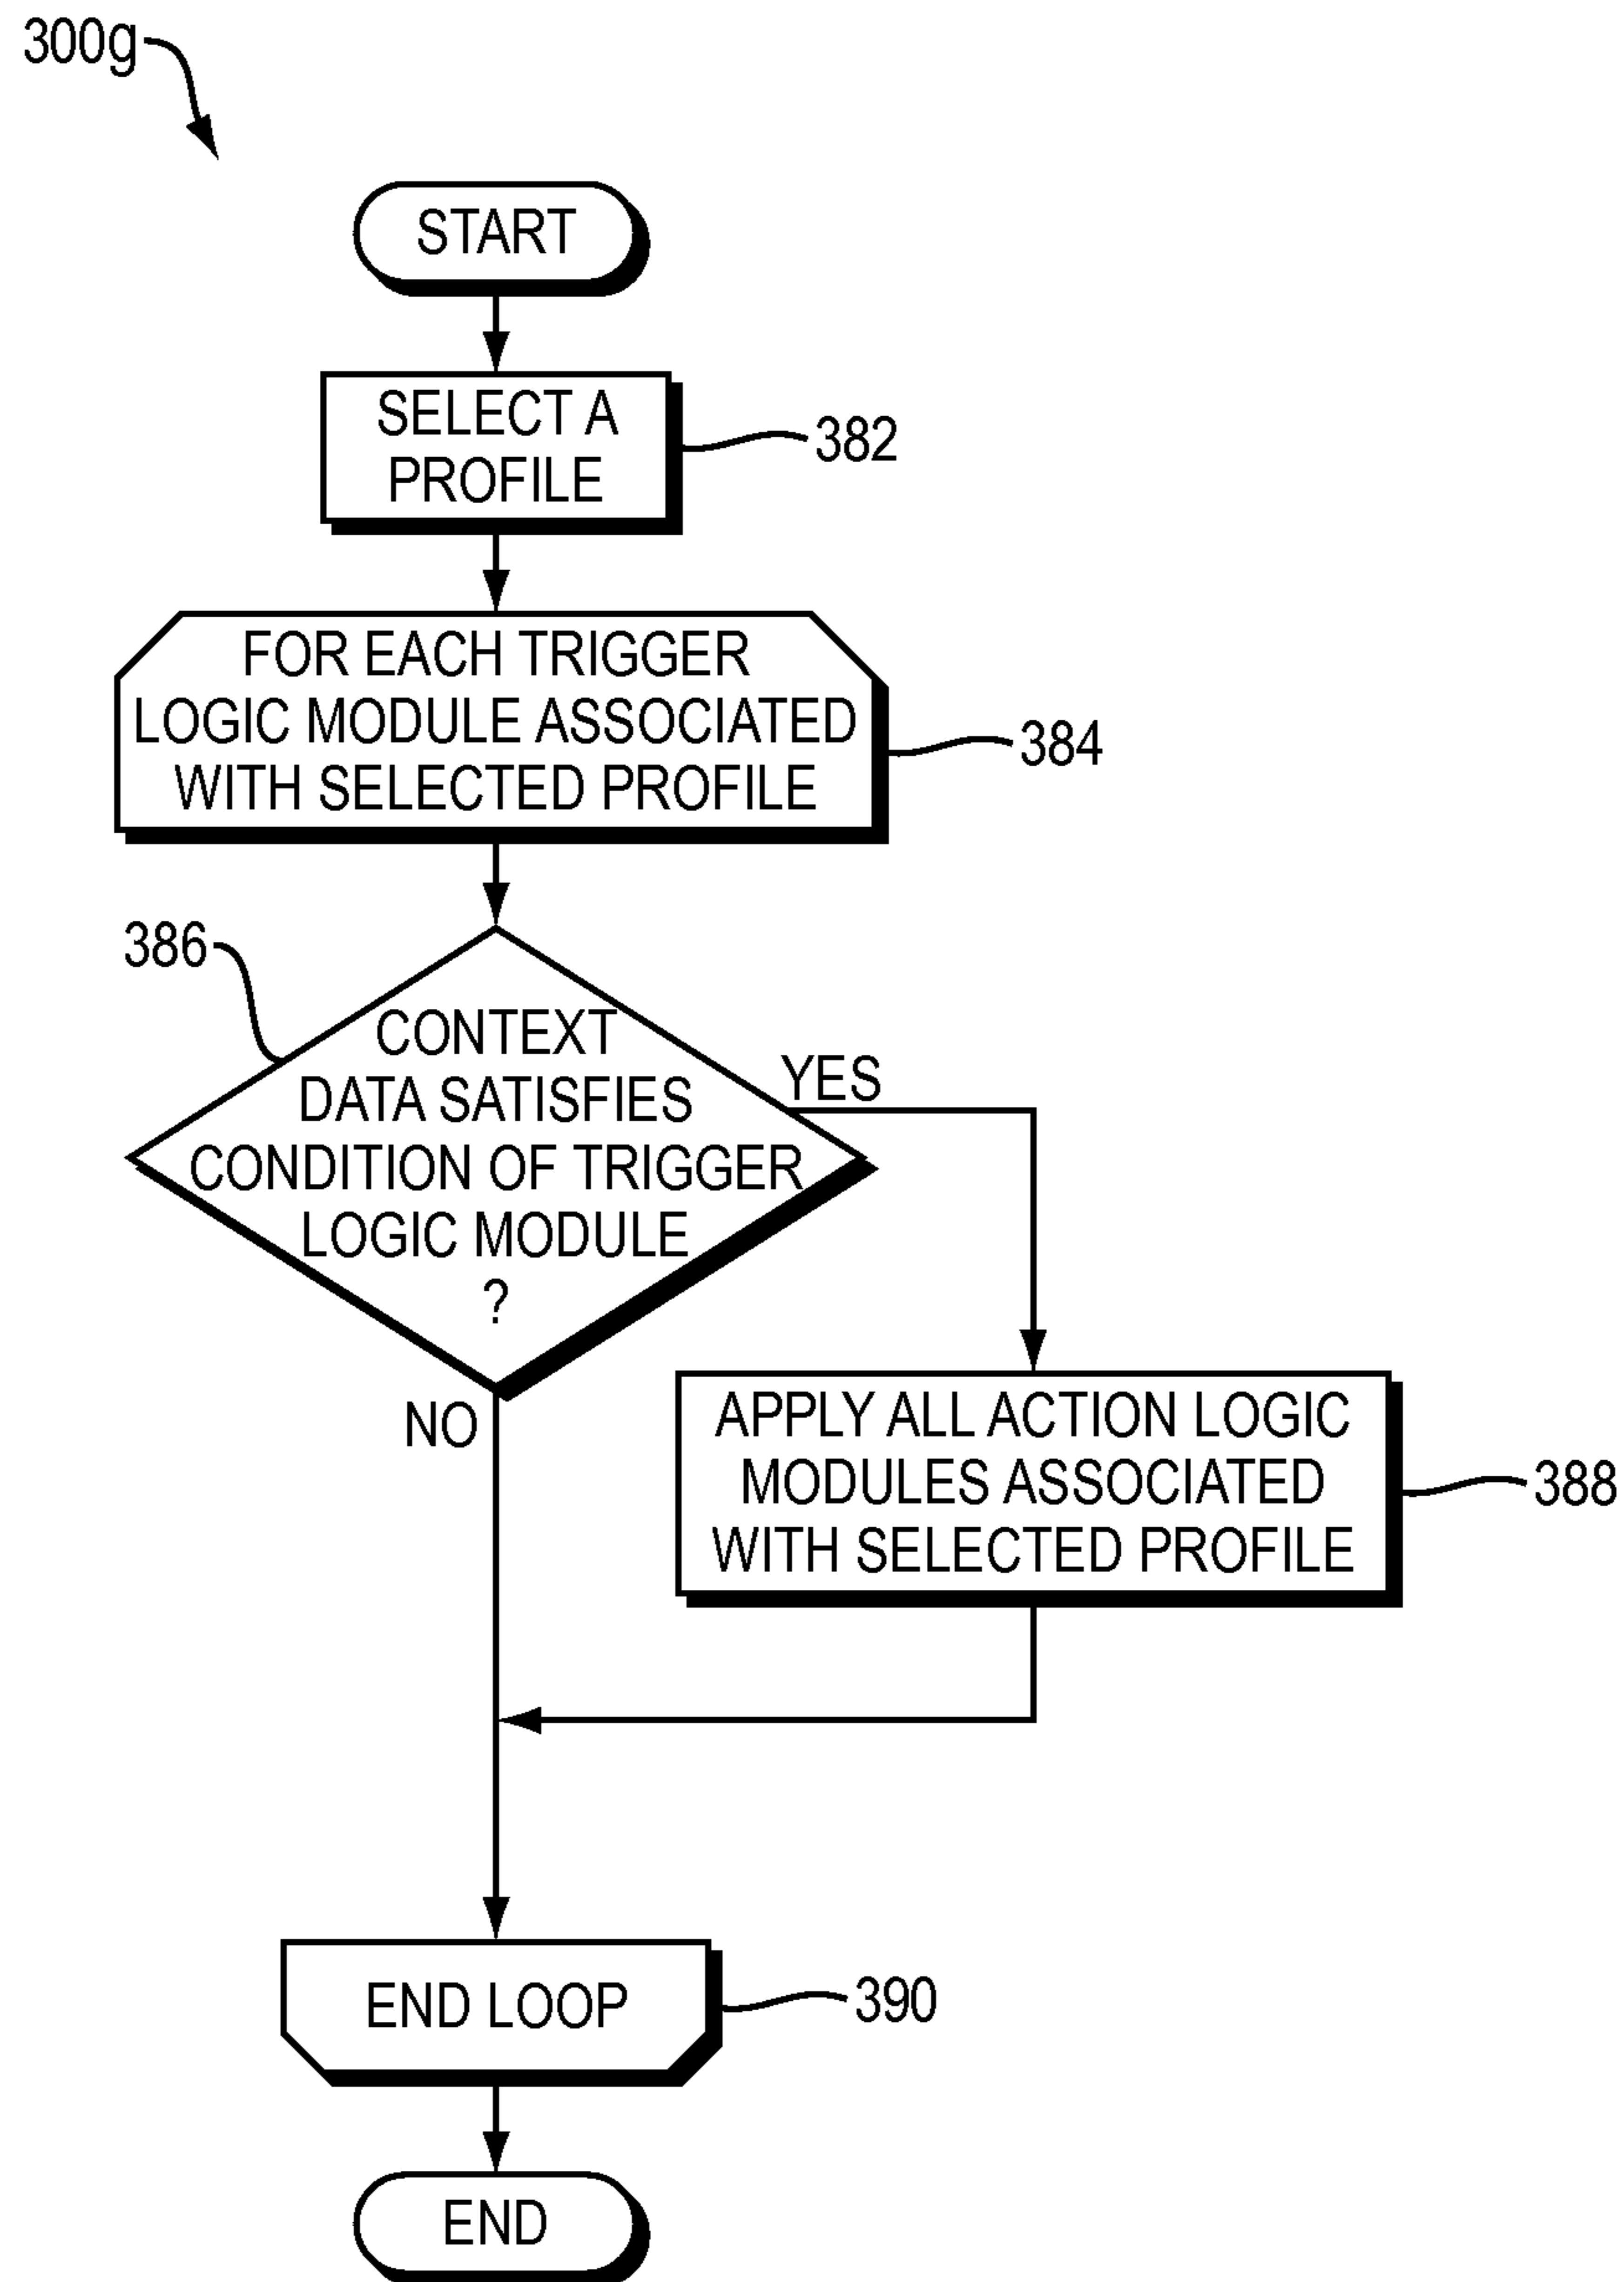 300g
START
SELECT A
PROFILE
382
FOR EACH TRIGGER
LOGIC MODULE ASSOCIATED
WITH SELECTED PROFILE
384
386
CONTEXT
DATA SATISFIES
CONDITION OF TRIGGER
LOGIC MODULE
?
YES
NO
APPLY ALL ACTION LOGIC
MODULES ASSOCIATED
WITH SELECTED PROFILE
388
END LOOP
390
END